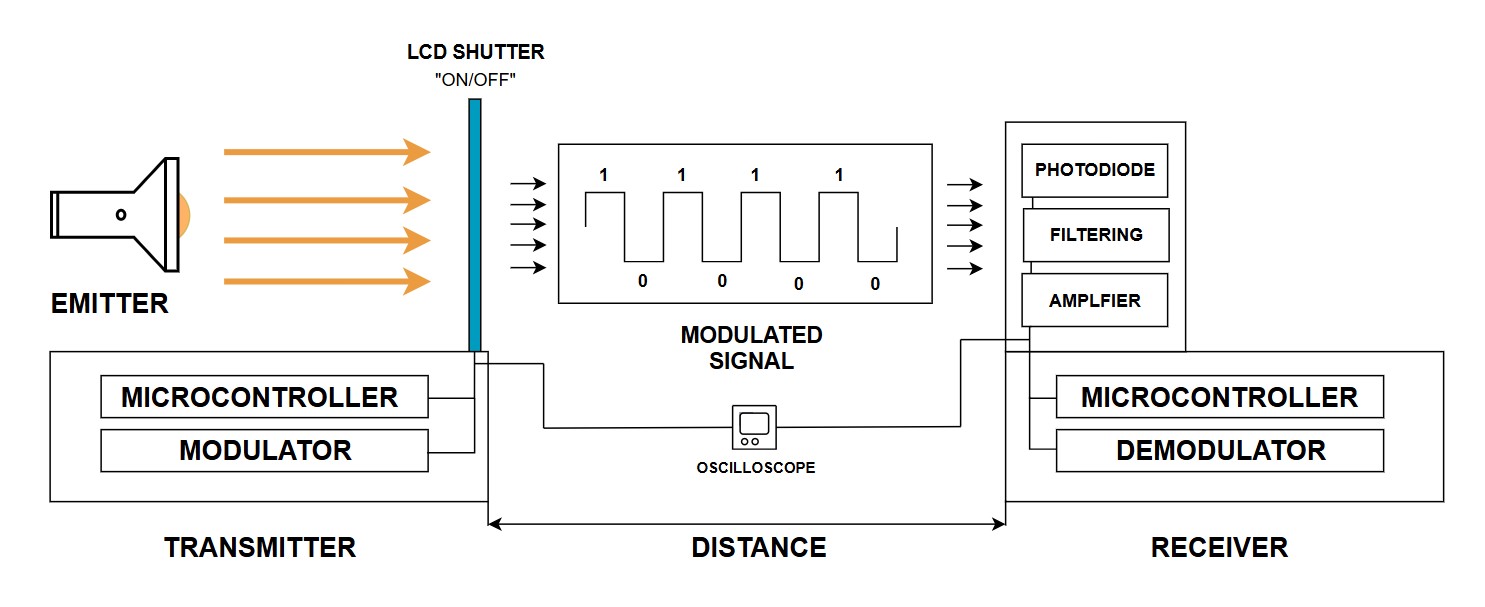 LCD SHUTTER
"ON/OFF"
EMITTER
1 1 1 1
0 0 0 0
MODULATED
SIGNAL
PHOTODIODE
FILTERING
AMPLFIER
MICROCONTROLLER
MODULATOR
OSCILLOSCOPE
MICROCONTROLLER
DEMODULATOR
TRANSMITTER
DISTANCE
RECEIVER